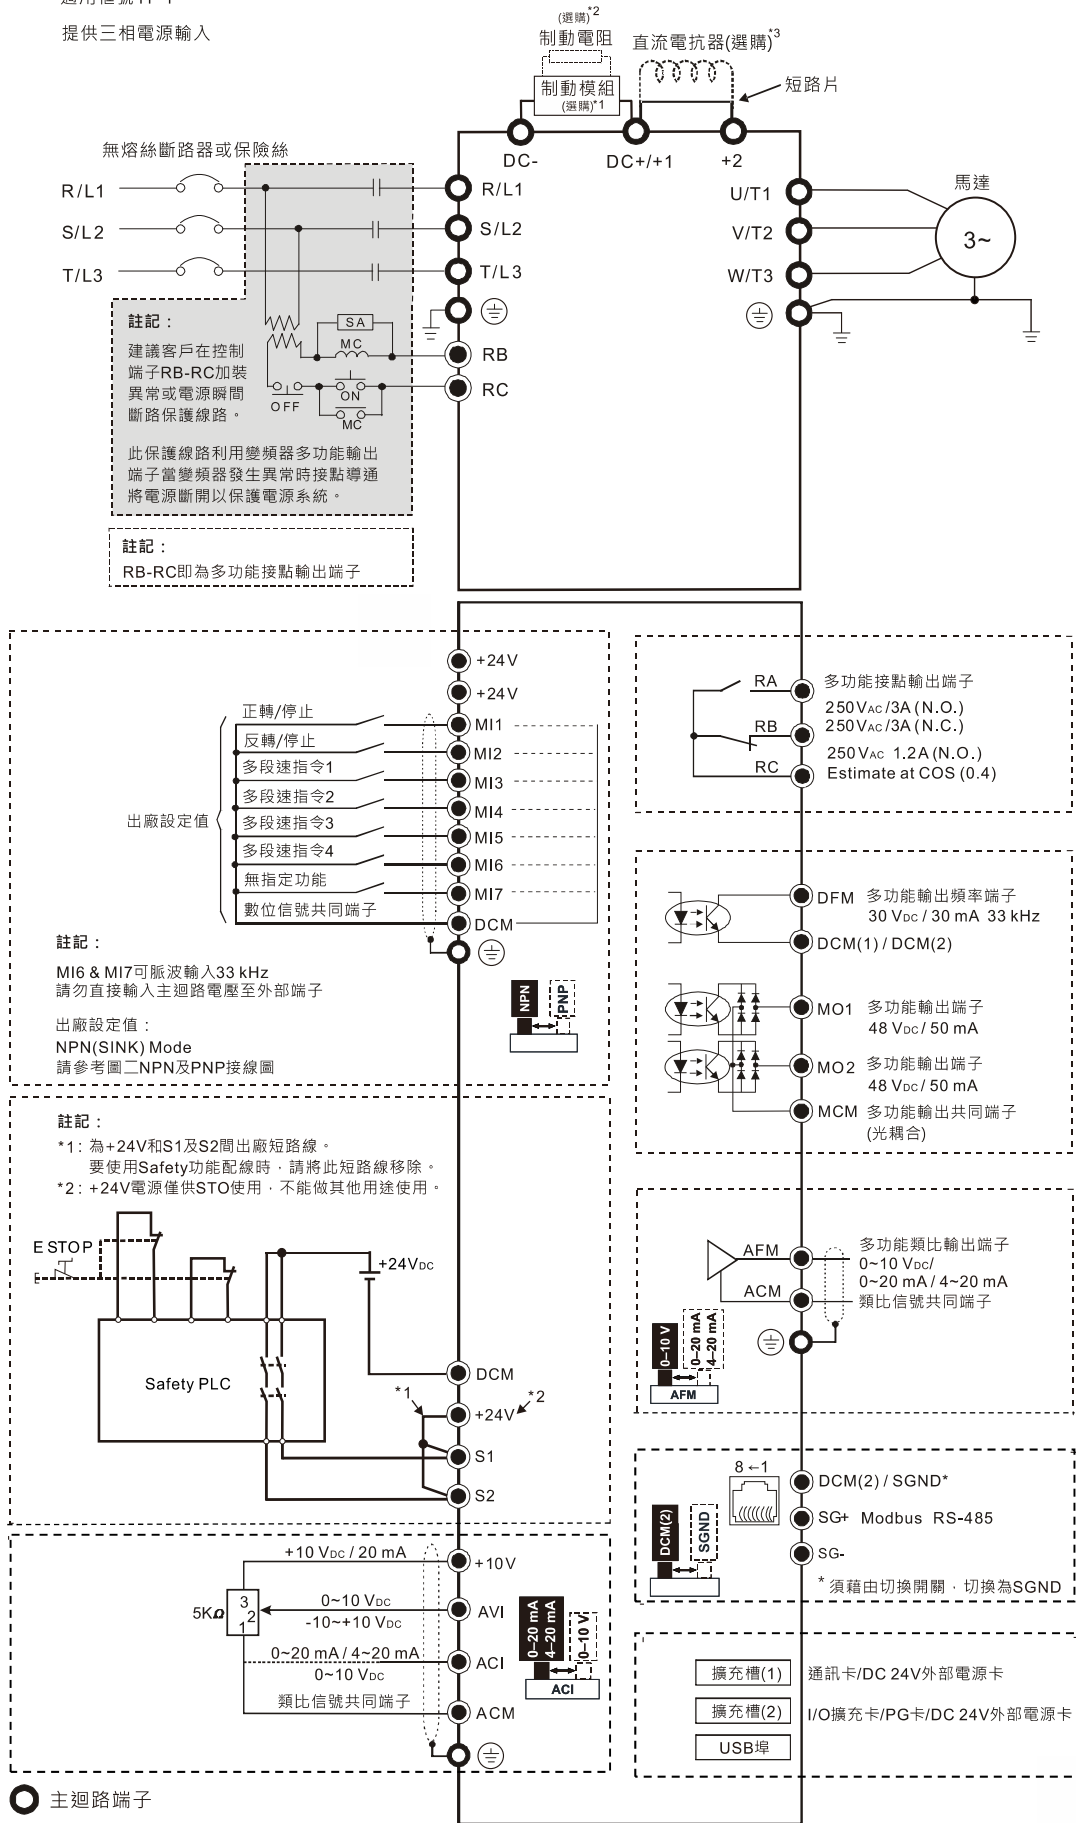 提供三相電源輸入
(選購)*2
制動電阻
制動模組
(選購)*1
直流電抗器(選購)*3
短路片
DC-
DC+/+1
+2
無熔絲斷路器或保險絲
R/L1
S/L2
T/L3
R/L1
S/L2
T/L3
RB
RC
U/T1
V/T2
W/T3
馬達
3~
註記：
建議客戶在控制
端子RB-RC加裝
異常或電源瞬間
斷路保護線路。
此保護線路利用變頻器多功能輸出
端子當變頻器發生異常時接點導通
將電源斷開以保護電源系統。
SA
MC
OFF
ON
MC
註記：
RB-RC即為多功能接點輸出端子
+24V
+24V
出廠設定值
正轉/停止
MI1
反轉/停止
MI2
多段速指令1
MI3
多段速指令2
MI4
多段速指令3
MI5
多段速指令4
MI6
無指定功能
MI7
數位信號共同端子
DCM
註記：
MI6 & MI7可脈波輸入33 kHz
請勿直接輸入主迴路電壓至外部端子
出廠設定值：
NPN(SINK) Mode
請參考圖二NPN及PNP接線圖
NPN
PNP
RA
RB
RC
多功能接點輸出端子
250VAC/3A (N.O.)
250VAC/3A (N.C.)
250VAC 1.2A (N.O.)
Estimate at COS (0.4)
DFM 多功能輸出頻率端子
30 VDC / 30 mA 33 kHz
DCM(1) / DCM(2)
MO1 多功能輸出端子
48 VDC / 50 mA
MO2 多功能輸出端子
48 VDC / 50 mA
MCM 多功能輸出共同端子
(光耦合)
註記：
*1: 為+24V和S1及S2間出廠短路線。
要使用Safety功能配線時，請將此短路線移除。
*2: +24V電源僅供STO使用，不能做其他用途使用。
E STOP
+24VDC
Safety PLC
DCM
*1
+24V
*2
S1
S2
AFM
ACM
多功能類比輸出端子
0~10 VDC/
0~20 mA / 4~20 mA
類比信號共同端子
0–10 V
0–20 mA
4–20 mA
AFM
8←1
DCM(2) / SGND*
SG+ Modbus RS-485
SG-
DCM(2)
SGND
* 須藉由切換開關，切換為SGND
+10 VDC / 20 mA
+10V
5KΩ
3
2
1
0~10 VDC
-10~+10 VDC
AVI
0~20 mA / 4~20 mA
0~10 VDC
ACI
類比信號共同端子
ACM
0–20 mA
4–20 mA
0–10 V
ACI
擴充槽(1) 通訊卡/DC 24V外部電源卡
擴充槽(2) I/O擴充卡/PG卡/DC 24V外部電源卡
USB埠
主迴路端子